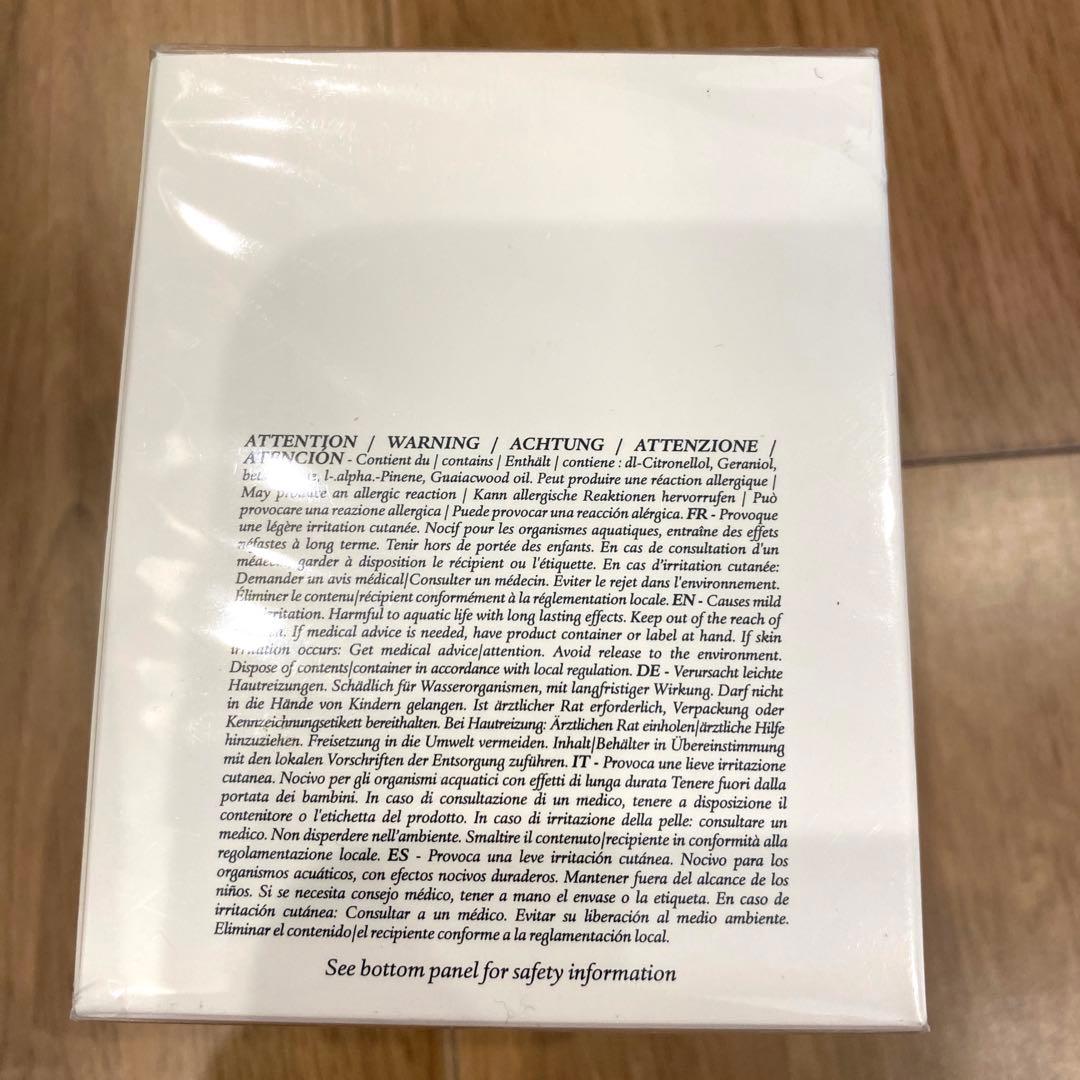 ATTENTION / WARNING / ACHTUNG / ATTENZIONE /
ATENCIÓN - Contient du | contains | Enthält | contiene : dl-Citronellol, Geraniol,
l-.alpha.-Pinene, Guaiacwood oil. Peut produire une réaction allergique |
May produce an allergic reaction | Kann allergische Reaktionen hervorrufen | Può
provocare una reazione allergica | Puede provocar una reacción alérgica. FR - Provoque
une légère irritation cutanée. Nocif pour les organismes aquatiques, entraîne des effets
néfastes à long terme. Tenir hors de portée des enfants. En cas de consultation d'un
médecin, garder à disposition le récipient ou l'étiquette. En cas d'irritation cutanée:
Demander un avis médical/Consulter un médecin. Éviter le rejet dans l'environnement.
Éliminer le contenu/récipient conformément à la réglementation locale. EN - Causes mild
irritation. Harmful to aquatic life with long lasting effects. Keep out of the reach of
If medical advice is needed, have product container or label at hand. If skin
irritation occurs: Get medical advice/attention. Avoid release to the environment.
Dispose of contents/container in accordance with local regulation. DE - Verursacht leichte
Hautreizungen. Schädlich für Wasserorganismen, mit langfristiger Wirkung. Darf nicht
in die Hände von Kindern gelangen. Ist ärztlicher Rat erforderlich, Verpackung oder
Kennzeichnungsetikett bereithalten. Bei Hautreizung: Ärztlichen Rat einholen/ärztliche Hilfe
hinzuziehen. Freisetzung in die Umwelt vermeiden. Inhalt/Behälter in Übereinstimmung
mit den lokalen Vorschriften der Entsorgung zuführen. IT - Provoca una lieve irritazione
cutanea. Nocivo per gli organismi acquatici con effetti di lunga durata Tenere fuori dalla
portata dei bambini. In caso di consultazione di un medico, tenere a disposizione il
contenitore o l'etichetta del prodotto. In caso di irritazione della pelle: consultare un
medico. Non disperdere nell'ambiente. Smaltire il contenuto/recipiente in conformità alla
regolamentazione locale. ES - Provoca una leve irritación cutánea. Nocivo para los
organismos acuáticos, con efectos nocivos duraderos. Mantener fuera del alcance de los
niños. Si se necesita consejo médico, tener a mano el envase o la etiqueta. En caso de
irritación cutánea: Consultar a un médico. Evitar su liberación al medio ambiente.
Eliminar el contenido/el recipiente conforme a la reglamentación local.
See bottom panel for safety information